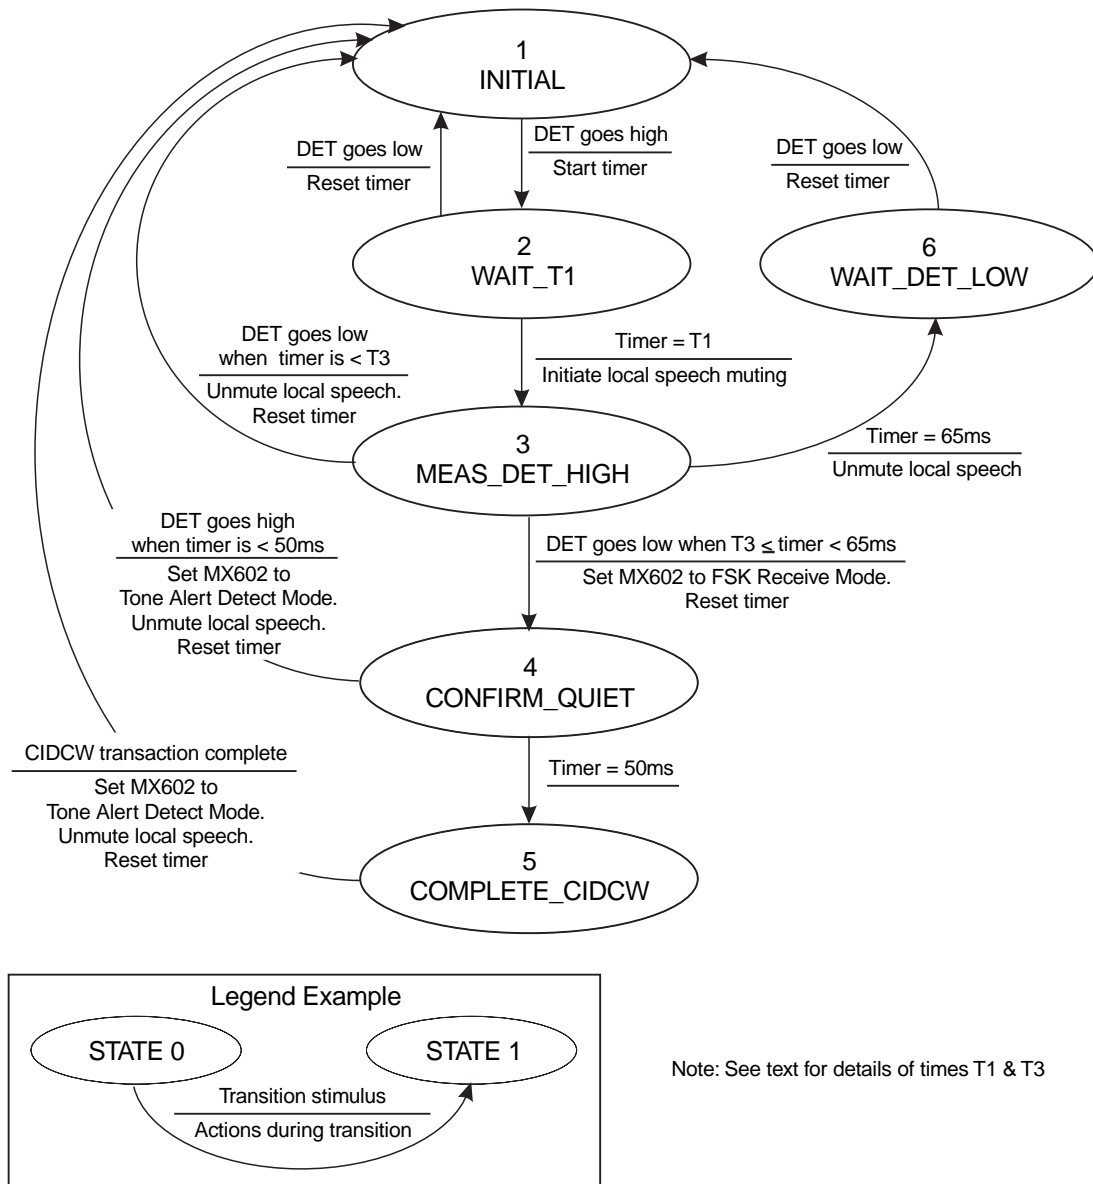 1
INITIAL
DET goes low
Reset timer
DET goes high
Start timer
DET goes low
Reset timer
2
WAIT_T1
6
WAIT_DET_LOW
DET goes low
when timer is < T3
Unmute local speech.
Reset timer
Timer = T1
Initiate local speech muting
3
MEAS_DET_HIGH
Timer = 65ms
Unmute local speech
DET goes high
when timer is < 50ms
Set MX602 to
Tone Alert Detect Mode.
Unmute local speech.
Reset timer
DET goes low when T3 ≤ timer < 65ms
Set MX602 to FSK Receive Mode.
Reset timer
4
CONFIRM_QUIET
CIDCW transaction complete
Set MX602 to
Tone Alert Detect Mode.
Unmute local speech.
Reset timer
Timer = 50ms
5
COMPLETE_CIDCW
Legend Example
STATE 0
STATE 1
Transition stimulus
Actions during transition
Note: See text for details of times T1 & T3